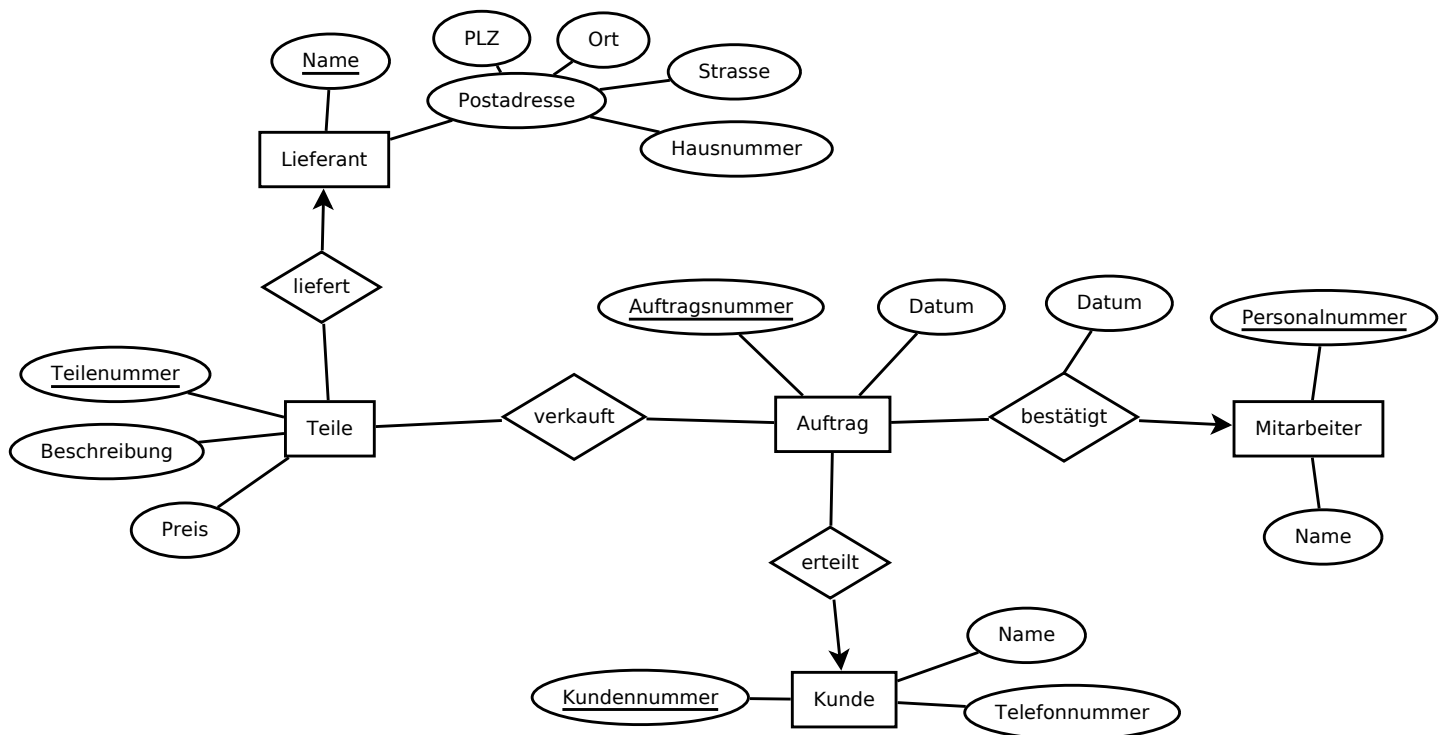 PLZ
Ort
Name
Strasse
Postadresse
Hausnummer
Lieferant
liefert
Auftragsnummer
Datum
Datum
Personalnummer
Teilenummer
Teile
verkauft
Auftrag
bestätigt
Mitarbeiter
Beschreibung
Preis
Name
erteilt
Name
Kundennummer
Kunde
Telefonnummer